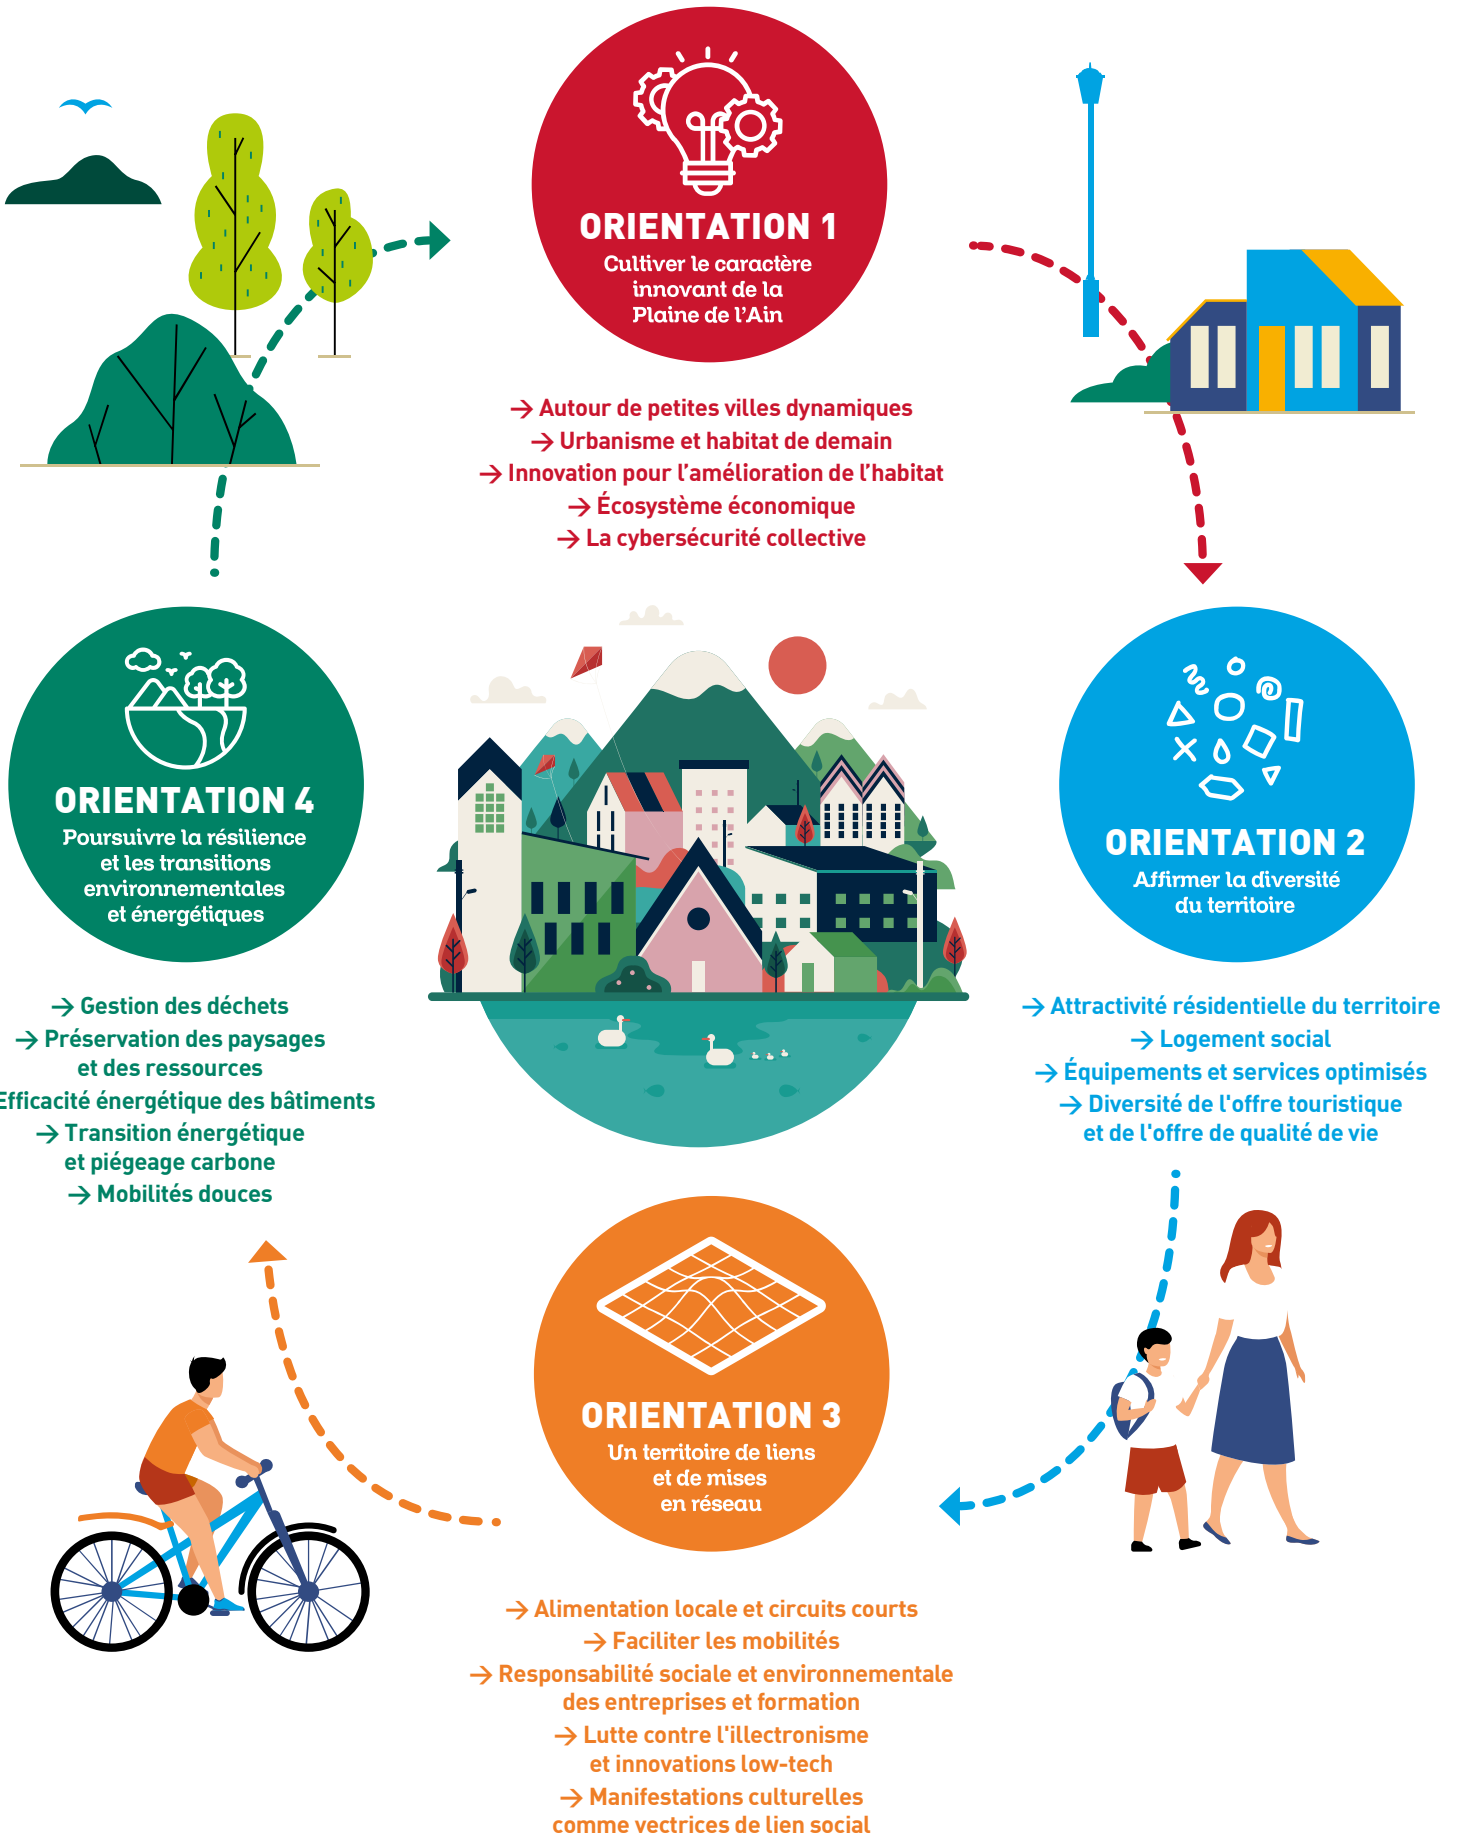 ORIENTATION 1
Cultiver le caractère
innovant de la
Plaine de l'Ain
→ Autour de petites villes dynamiques
→ Urbanisme et habitat de demain
→ Innovation pour l'amélioration de l'habitat
→ Écosystème économique
→ La cybersécurité collective
ORIENTATION 2
Affirmer la diversité
du territoire
→ Attractivité résidentielle du territoire
→ Logement social
→ Équipements et services optimisés
→ Diversité de l'offre touristique
et de l'offre de qualité de vie
ORIENTATION 3
Un territoire de liens
et de mises
en réseau
→ Alimentation locale et circuits courts
→ Faciliter les mobilités
→ Responsabilité sociale et environnementale
des entreprises et formation
→ Lutte contre l'illectronisme
et innovations low-tech
→ Manifestations culturelles
comme vectrices de lien social
ORIENTATION 4
Poursuivre la résilience
et les transitions
environnementales
et énergétiques
→ Gestion des déchets
→ Préservation des paysages
et des ressources
Efficacité énergétique des bâtiments
→ Transition énergétique
et piégeage carbone
→ Mobilités douces